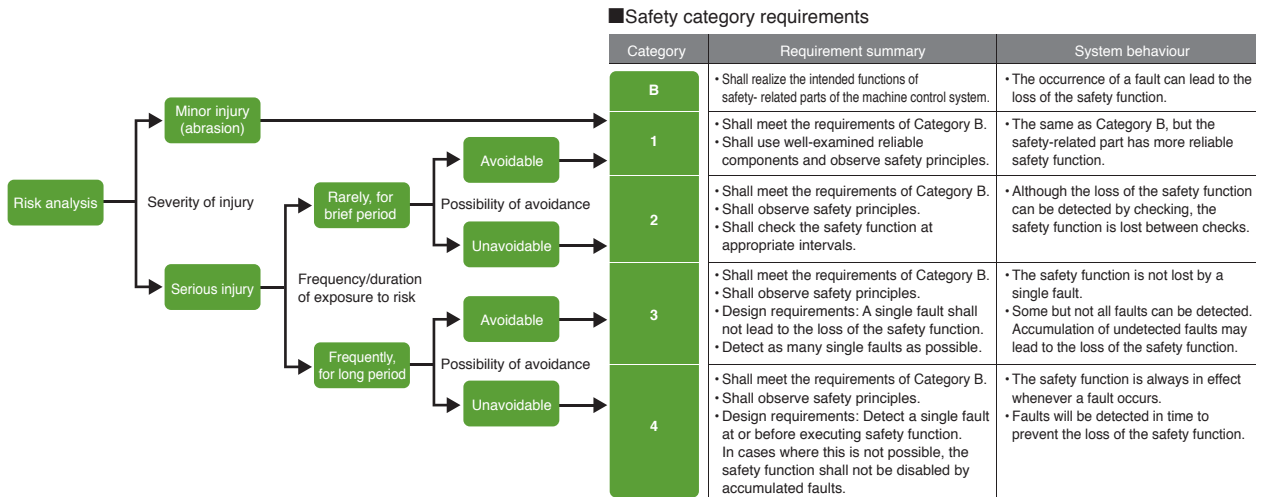 ■Safety category requirements
Category
Requirement summary
System behaviour
Risk analysis
Severity of injury
Minor injury
(abrasion)
Serious injury
Frequency/duration
of exposure to risk
Rarely, for
brief period
Possibility of avoidance
Avoidable
Unavoidable
Frequently,
for long period
Possibility of avoidance
Avoidable
Unavoidable
B
• Shall realize the intended functions of
safety- related parts of the machine control system.
• The occurrence of a fault can lead to the
loss of the safety function.
1
• Shall meet the requirements of Category B.
• Shall use well-examined reliable
components and observe safety principles.
• The same as Category B, but the
safety-related part has more reliable
safety function.
2
• Shall meet the requirements of Category B.
• Shall observe safety principles.
• Shall check the safety function at
appropriate intervals.
• Although the loss of the safety function
can be detected by checking, the
safety function is lost between checks.
3
• Shall meet the requirements of Category B.
• Shall observe safety principles.
• Design requirements: A single fault shall
not lead to the loss of the safety function.
• Detect as many single faults as possible.
• The safety function is not lost by a
single fault.
• Some but not all faults can be detected.
Accumulation of undetected faults may
lead to the loss of the safety function.
4
• Shall meet the requirements of Category B.
• Shall observe safety principles.
• Design requirements: Detect a single fault
at or before executing safety function.
In cases where this is not possible, the
safety function shall not be disabled by
accumulated faults.
• The safety function is always in effect
whenever a fault occurs.
• Faults will be detected in time to
prevent the loss of the safety function.